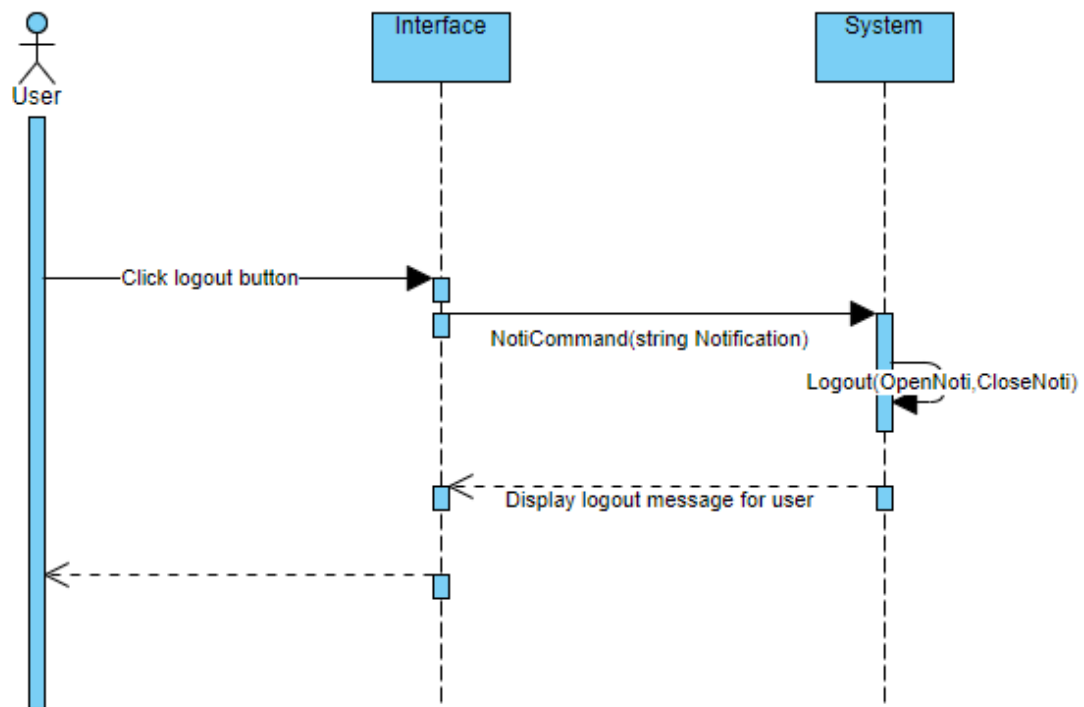 Interface
System
User
Click logout button
NotiCommand(string Notification)
Logout(OpenNoti,CloseNoti)
Display logout message for user